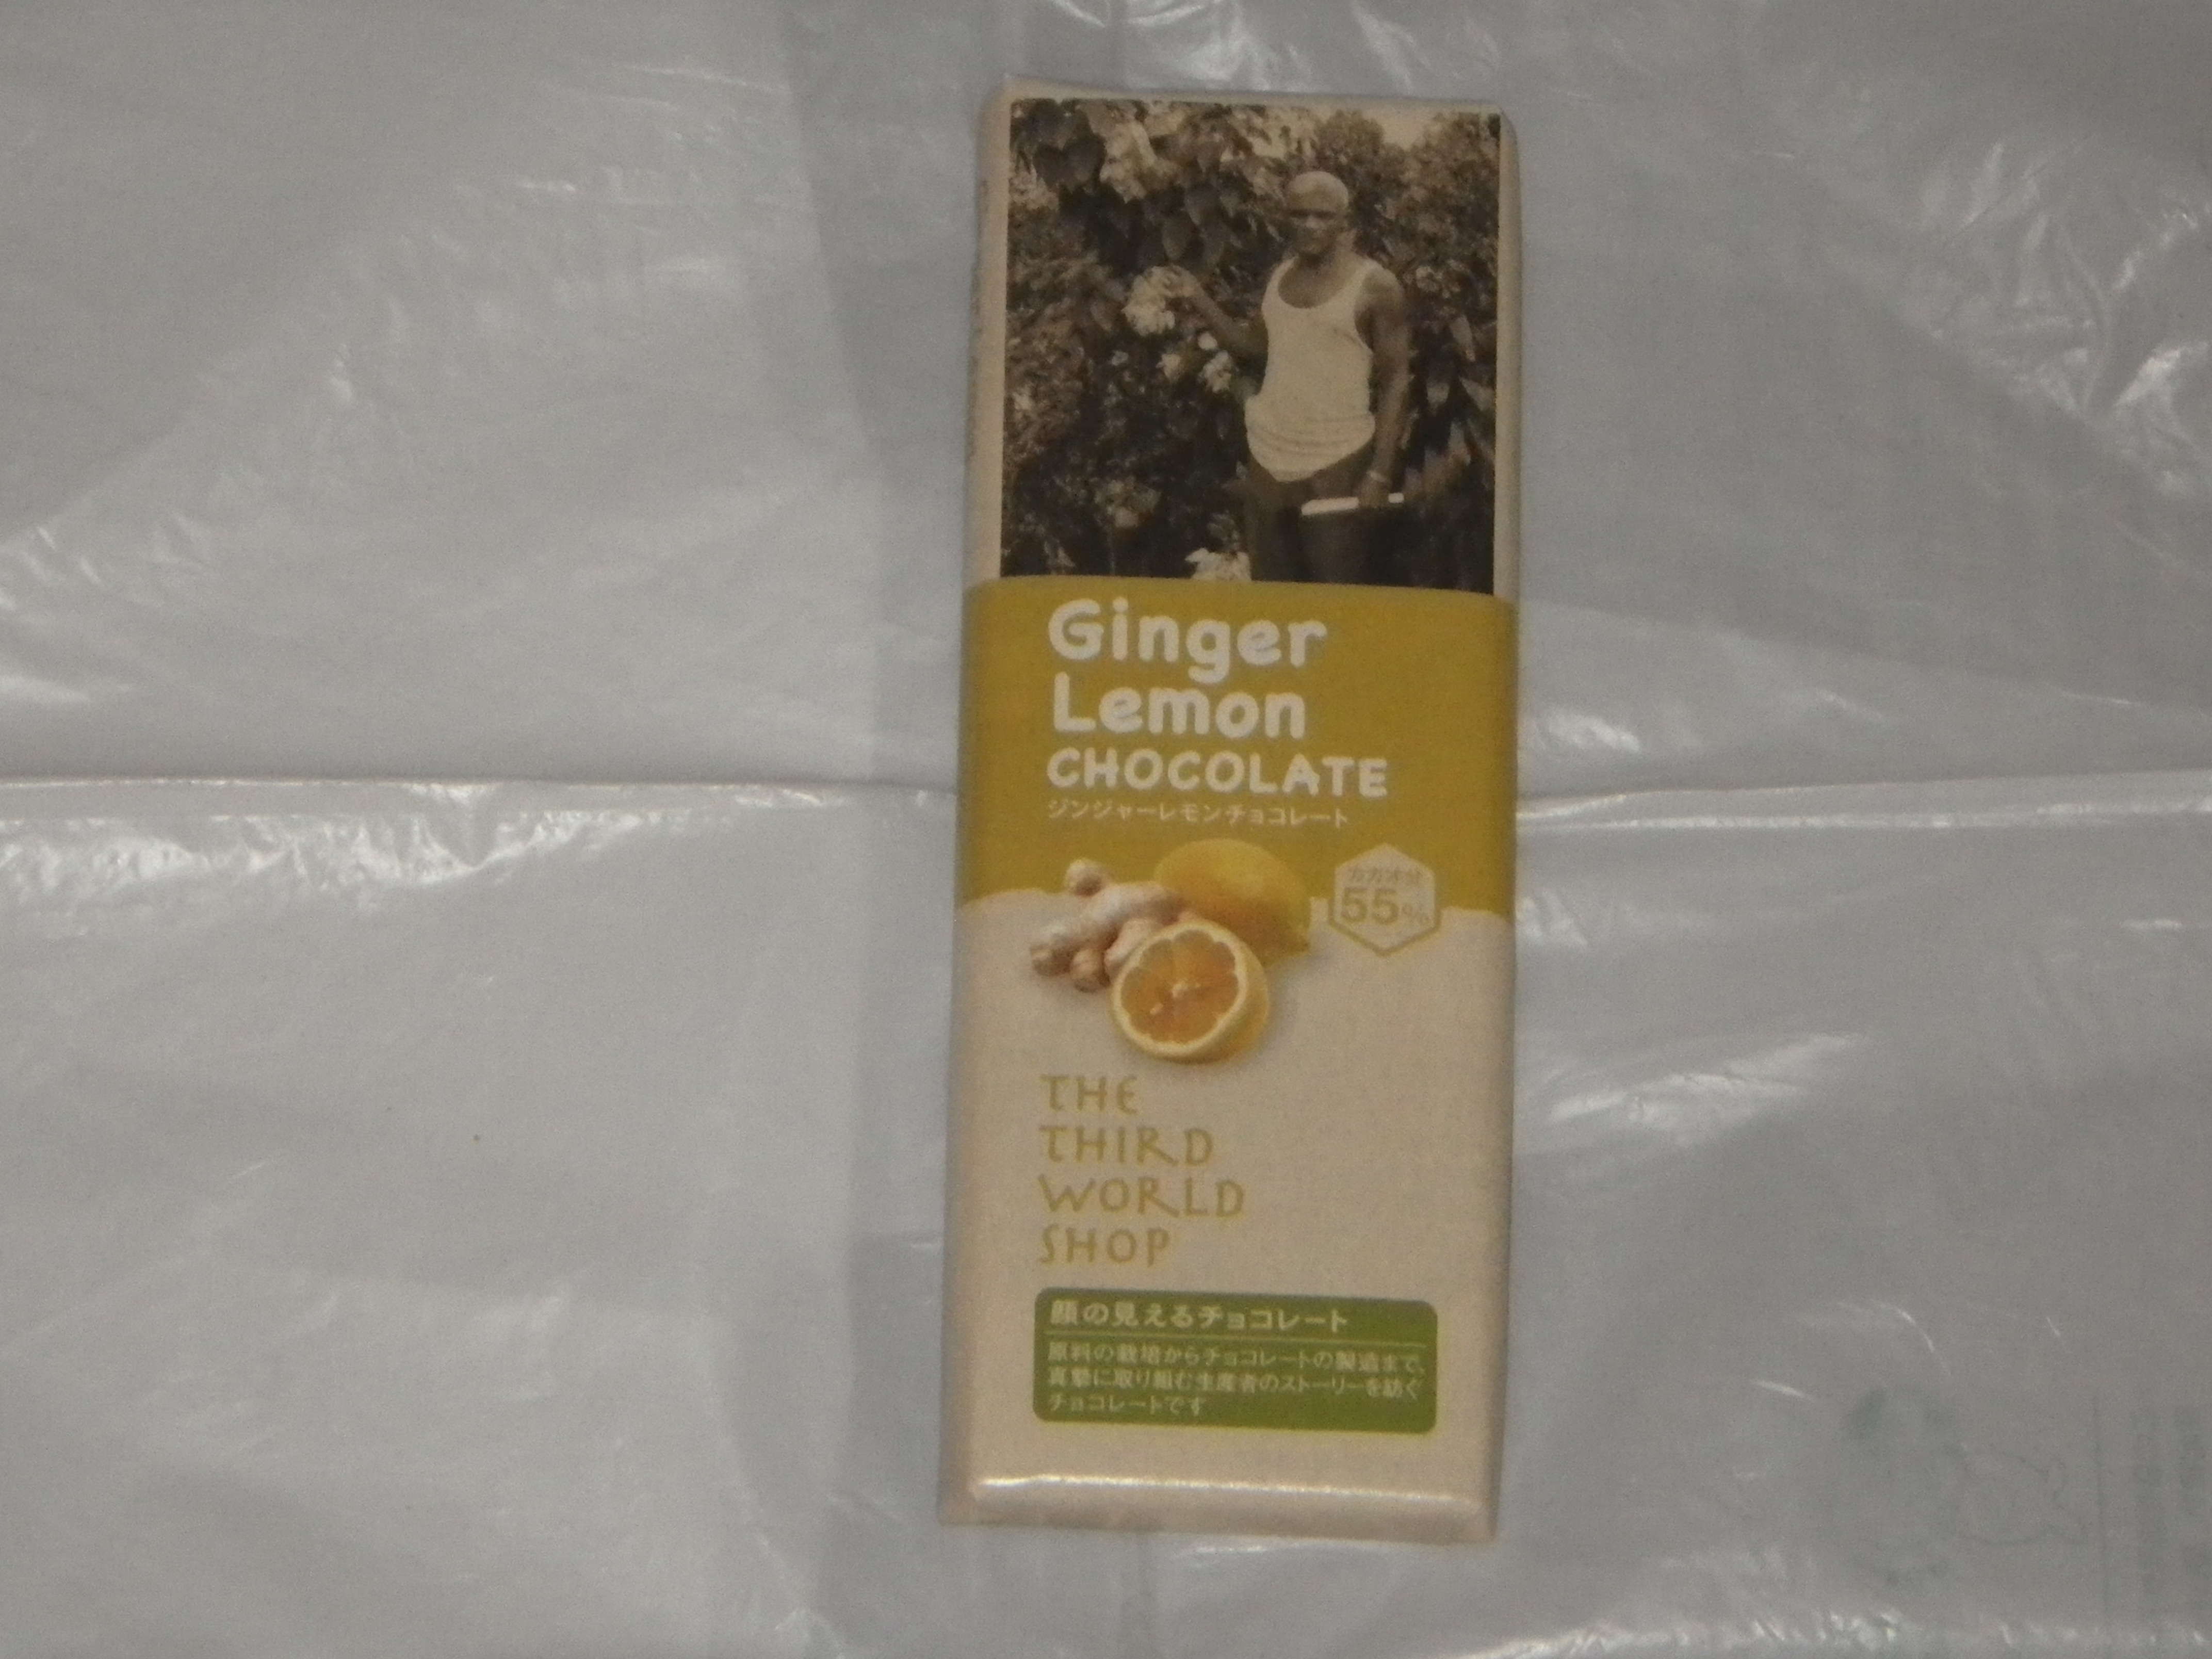 Ginger
Lemon
CHOCOLATE
ジンジャーレモンチョコレート
カカオ分
55%
THE
THIRD
WORLD
SHOP
顔の見えるチョコレート
原料の栽培からチョコレートの製造まで、
真摯に取り組む生産者のストーリーを紡ぐ
チョコレートです